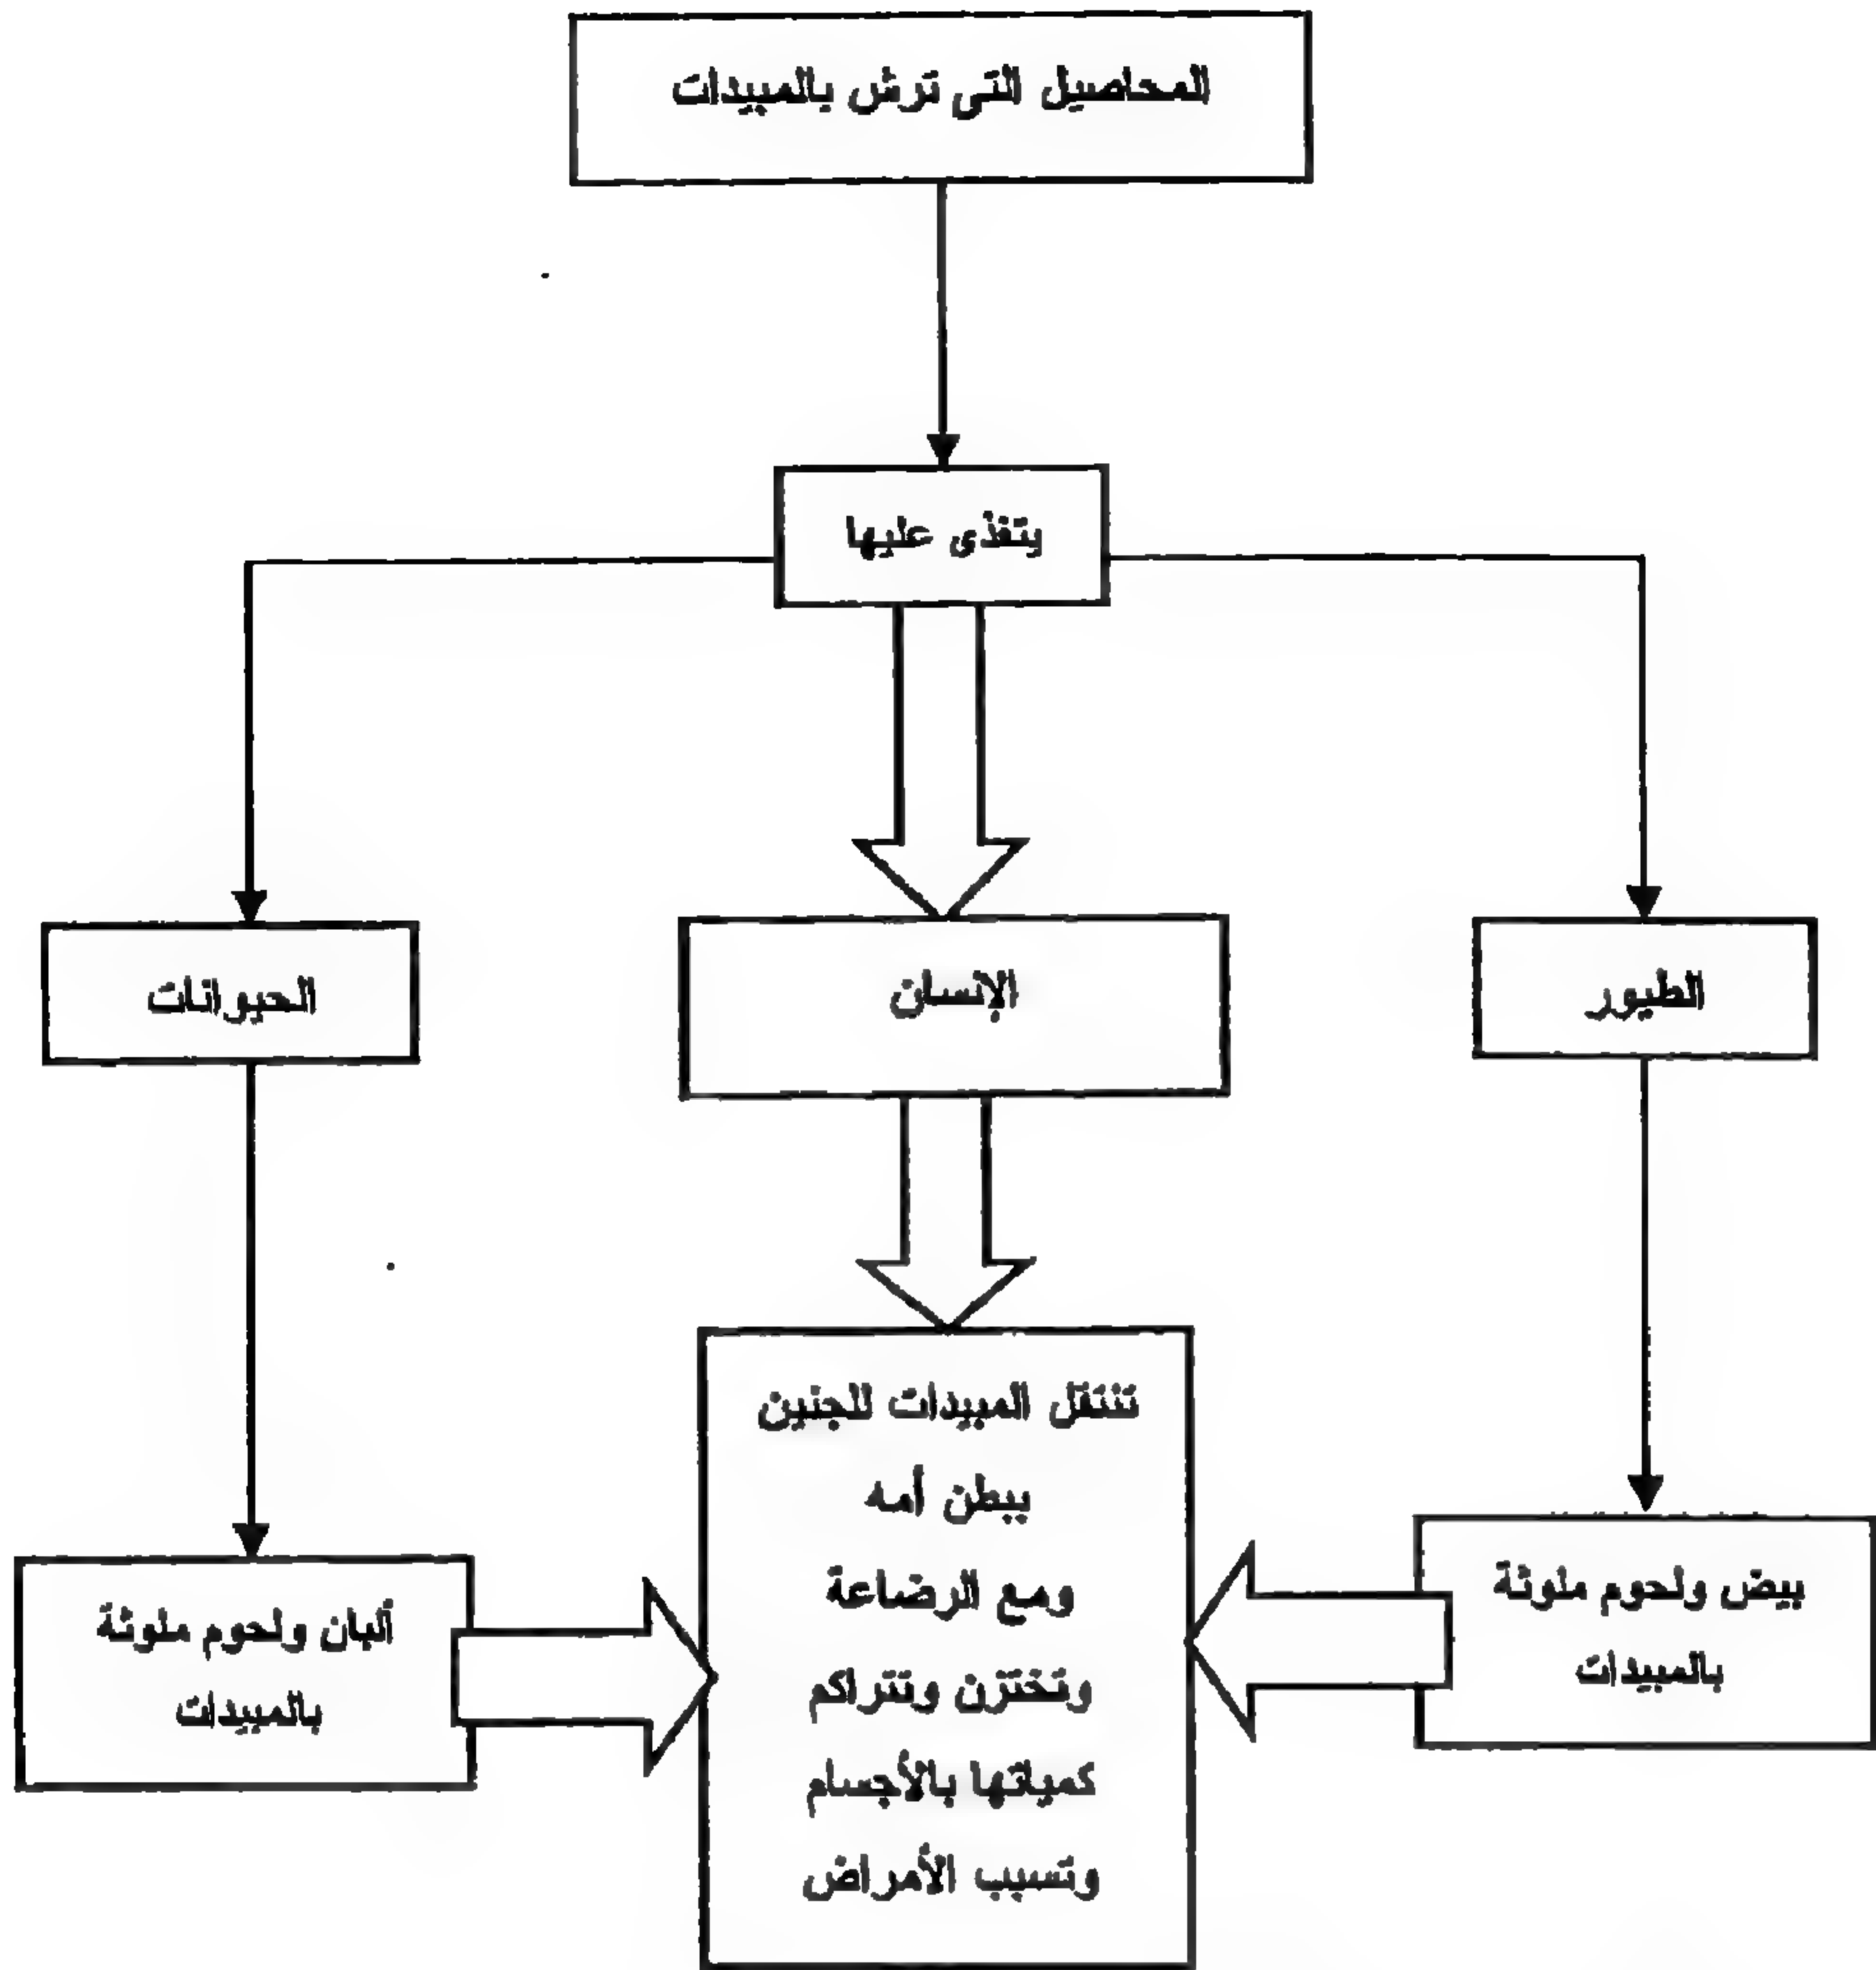 المحاصيل التى ترش بالمبيدات
يتغذى عليها
الطيور
الإنسان
الحيوانات
تنتقل المبيدات للجنين
ببطن أمه
ومع الرضاعة
وتختزن وتتراكم
كمياتها بالأجسام
وتسبب الأمراض
بيض ولحوم ملوثة
بالمبيدات
ألبان ولحوم ملوثة
بالمبيدات